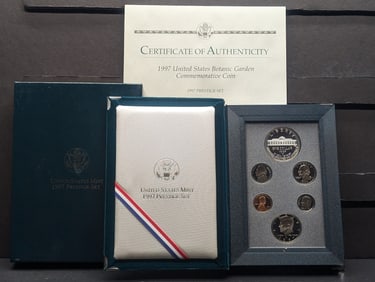 CERTIFICATE OF AUTHENTICITY
1997 United States Botanic Garden
Commemorative Coin
1997 PRESTIGE SET
UNITED STATES MINT
1997 PRESTIGE SET
UNITED STATES MINT
1997 PRESTIGE SET